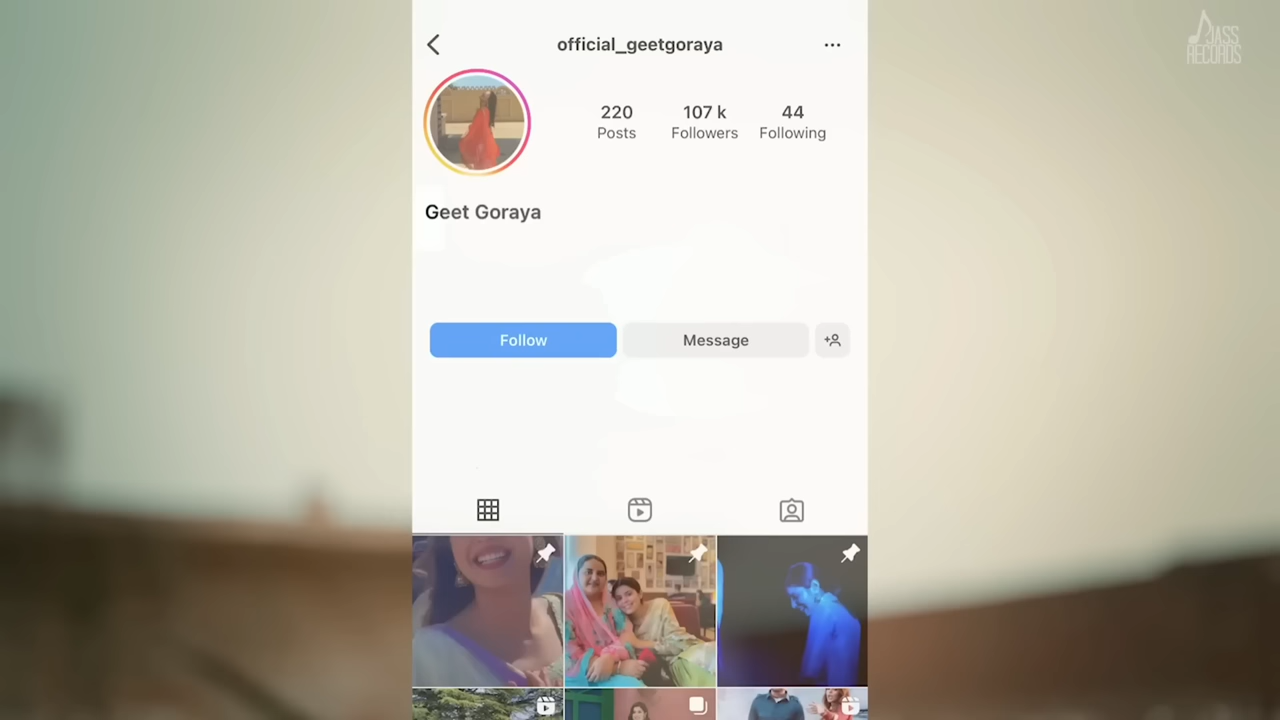 official_geetgoraya
JASS
RECORDS
220
107 k
44
Posts
Followers
Following
Geet Goraya
Follow
Message